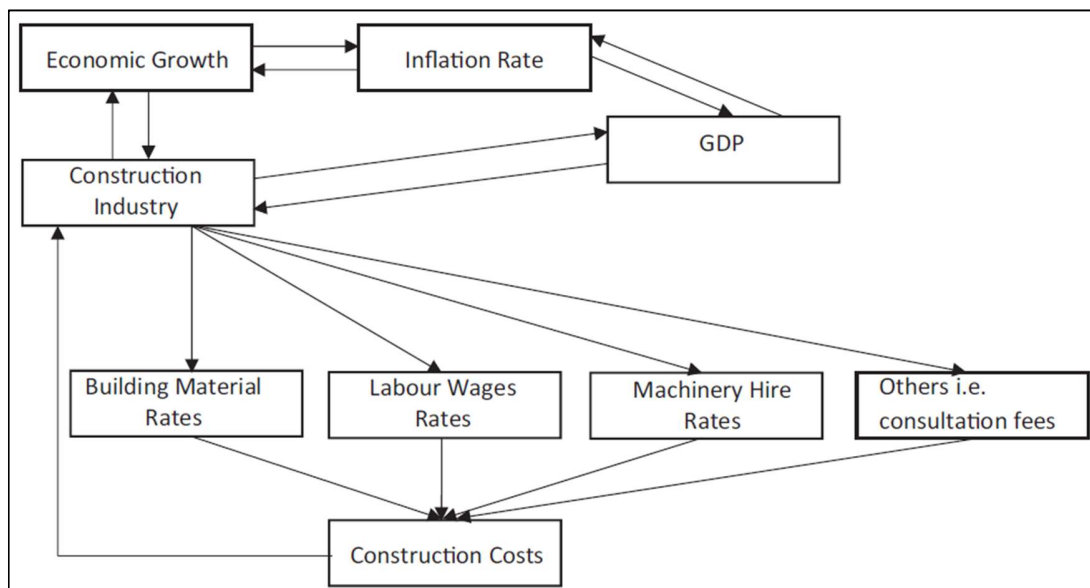 Economic Growth
Inflation Rate
GDP
Construction
Industry
Building Material
Rates
Labour Wages
Rates
Machinery Hire
Rates
Others i.e.
consultation fees
Construction Costs